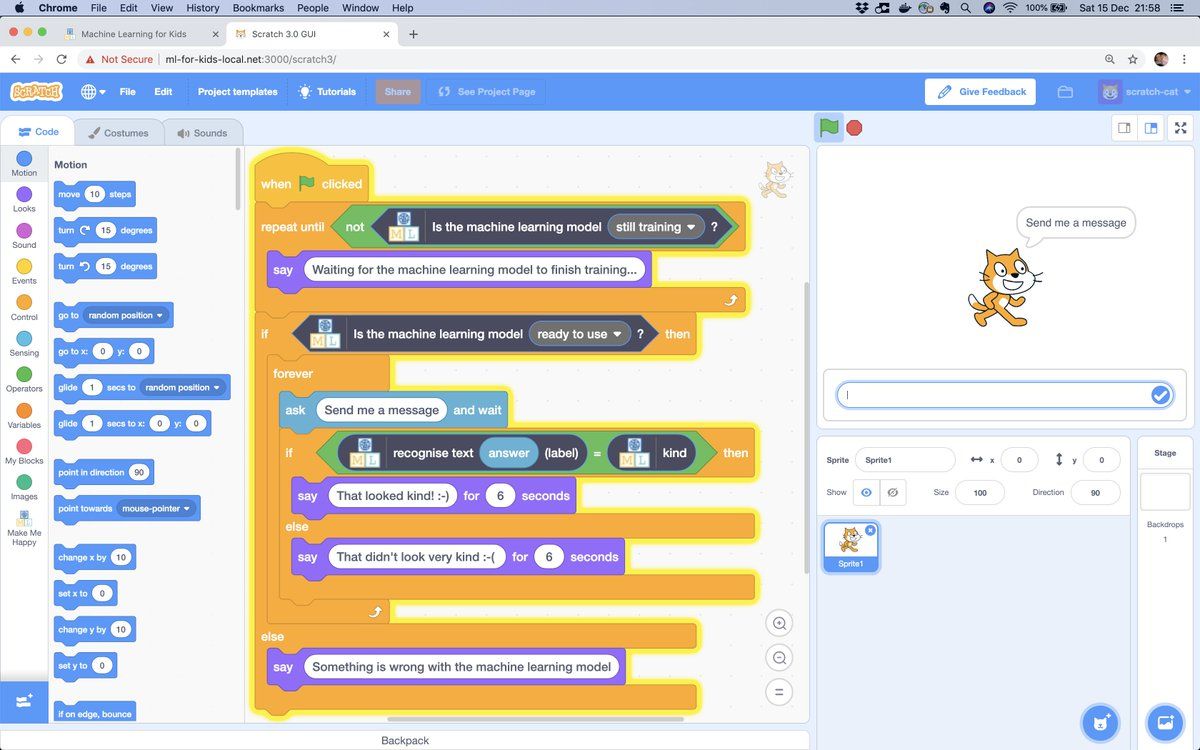 Chrome File Edit View History Bookmarks People Window Help 100% Sat 15 Dec 21:58
Machine Learning for Kids Scratch 3.0 GUI
Not Secure ml-for-kids-local.net:3000/scratch3/
SCRATCH File Edit Project templates Tutorials Share See Project Page Give Feedback scratch-cat
Code Costumes Sounds
Motion
Looks
Sound
Events
Control
Sensing
Operators
Variables
My Blocks
Images
Make Me
Happy
Motion
move 10 steps
turn 15 degrees
turn 15 degrees
go to random position
go to x: 0 y: 0
glide 1 secs to random position
glide 1 secs to x: 0 y: 0
point in direction 90
point towards mouse-pointer
change x by 10
set x to 0
change y by 10
set y to 0
if on edge, bounce
when clicked
repeat until not ML Is the machine learning model still training ?
say Waiting for the machine learning model to finish training...
if ML Is the machine learning model ready to use ? then
forever
ask Send me a message and wait
if ML recognise text answer (label) = ML kind then
say That looked kind! :-) for 6 seconds
else
say That didn't look very kind :-( for 6 seconds
else
say Something is wrong with the machine learning model
Backpack
Send me a message
Sprite Sprite1 x 0 y 0
Show Size 100 Direction 90
Sprite1
Stage
Backdrops
1